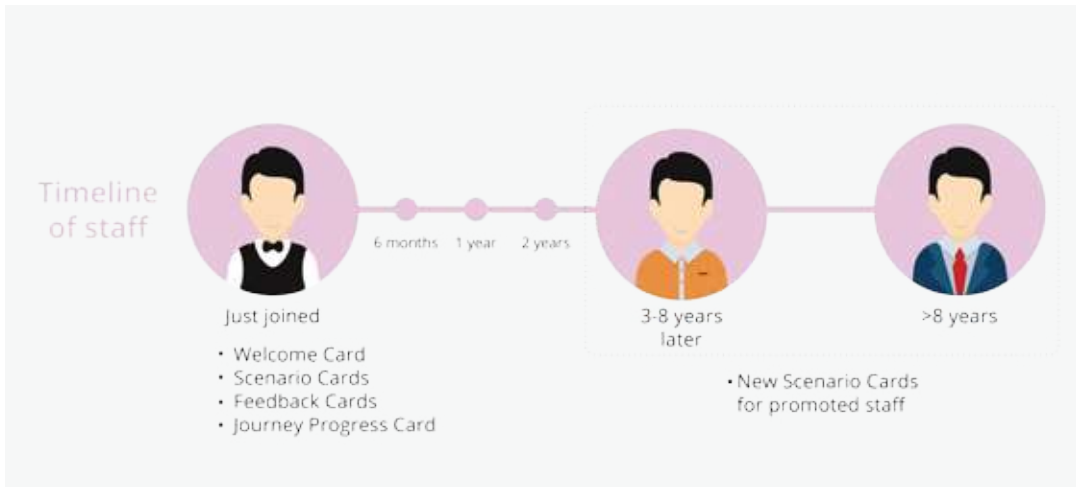 Timeline
of staff
6 months
1 year
2 years
Just joined
• Welcome Card
• Scenario Cards
• Feedback Cards
• Journey Progress Card
3-8 years
later
>8 years
• New Scenario Cards
for promoted staff